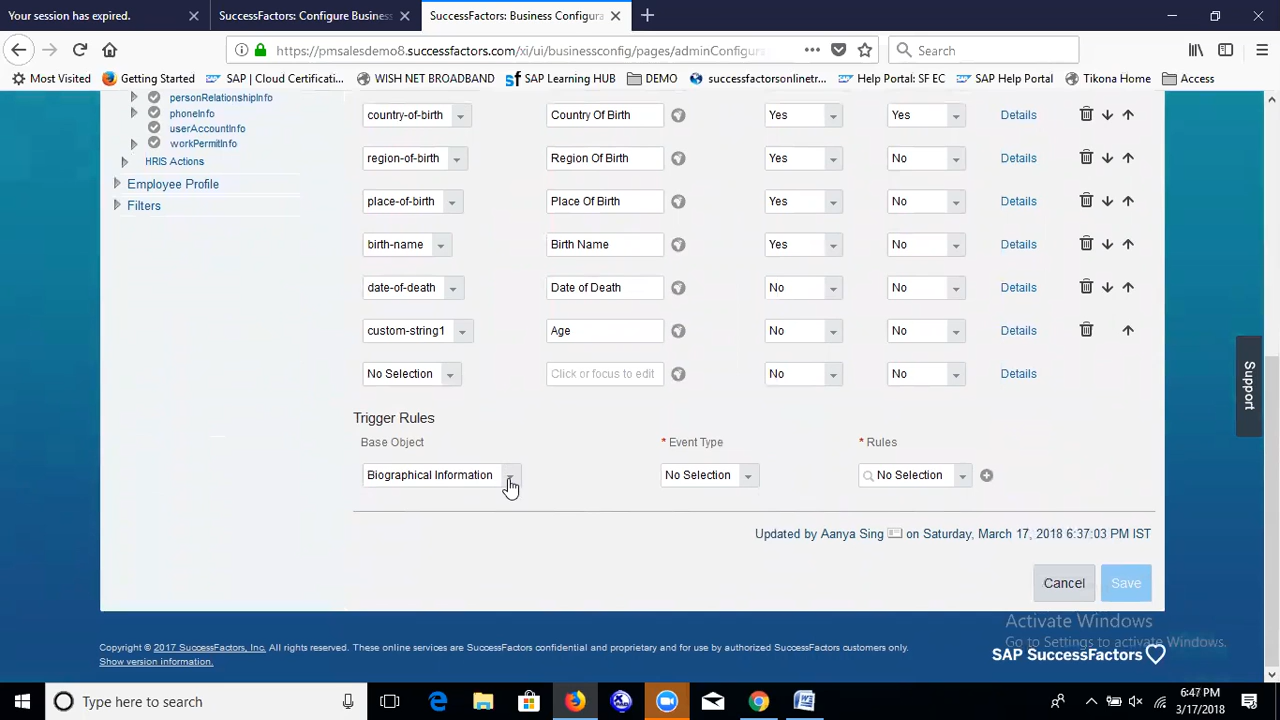 Your session has expired.
SuccessFactors: Configure Business
SuccessFactors: Business Configura
https://pmsalesdemo8.successfactors.com/xi/ui/businessconfig/pages/adminConfigura
Search
Most Visited
Getting Started
SAP | Cloud Certificati...
WISH NET BROADBAND
SAP Learning HUB
DEMO
successfactorsonlinetr...
Help Portal: SF EC
SAP Help Portal
Tikona Home
Access
personRelationshipInfo
phoneInfo
userAccountInfo
workPermitInfo
HRIS Actions
Employee Profile
Filters
country-of-birth Country Of Birth Yes Yes Details
region-of-birth Region Of Birth Yes No Details
place-of-birth Place Of Birth Yes No Details
birth-name Birth Name Yes No Details
date-of-death Date of Death No No Details
custom-string1 Age No No Details
No Selection Click or focus to edit No No Details
Trigger Rules
Base Object * Event Type * Rules
Biographical Information No Selection No Selection
Updated by Aanya Sing on Saturday, March 17, 2018 6:37:03 PM IST
Cancel Save
Support
Activate Windows
Go to Settings to activate Windows.
Copyright © 2017 SuccessFactors, Inc. All rights reserved. These online services are SuccessFactors confidential and proprietary and for use by authorized SuccessFactors customers only.
Show version information.
SAP SuccessFactors
Type here to search
6:47 PM
3/17/2018